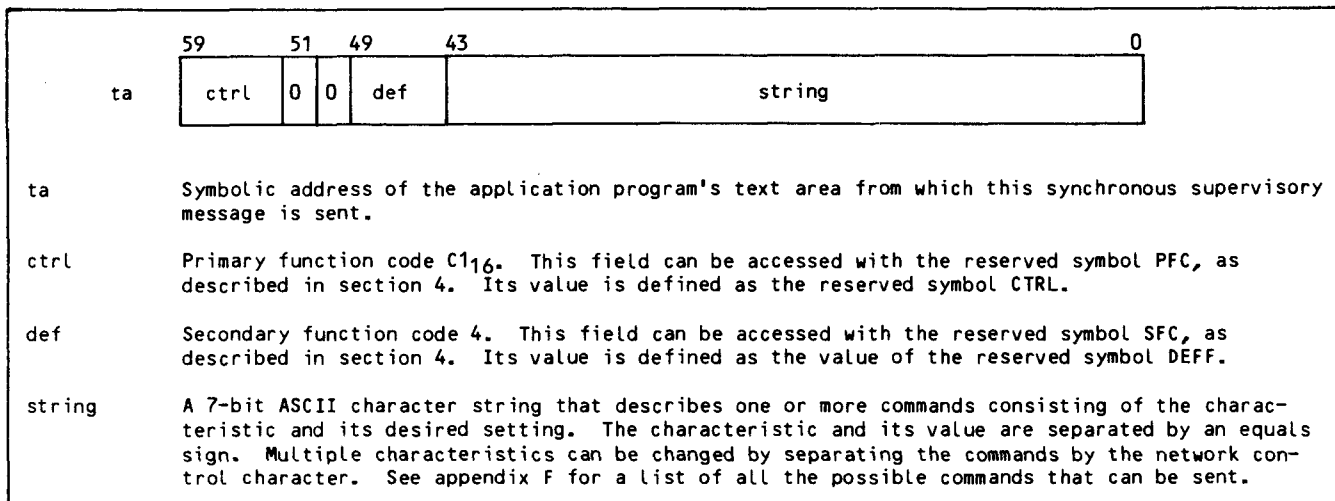 59 51 49 43 0
ta ctrl 0 0 def string
ta Symbolic address of the application program's text area from which this synchronous supervisory
message is sent.
ctrl Primary function code C1₁₆. This field can be accessed with the reserved symbol PFC, as
described in section 4. Its value is defined as the reserved symbol CTRL.
def Secondary function code 4. This field can be accessed with the reserved symbol SFC, as
described in section 4. Its value is defined as the value of the reserved symbol DEFF.
string A 7-bit ASCII character string that describes one or more commands consisting of the charac-
teristic and its desired setting. The characteristic and its value are separated by an equals
sign. Multiple characteristics can be changed by separating the commands by the network con-
trol character. See appendix F for a list of all the possible commands that can be sent.